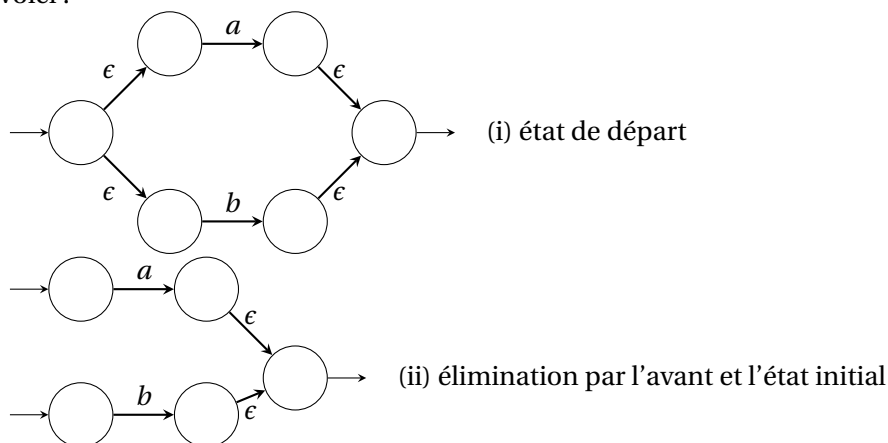 voici :
a
ϵ
ϵ
(i) état de départ
ϵ
ϵ
b
a
ϵ
(ii) élimination par l'avant et l'état initial
b
ϵ